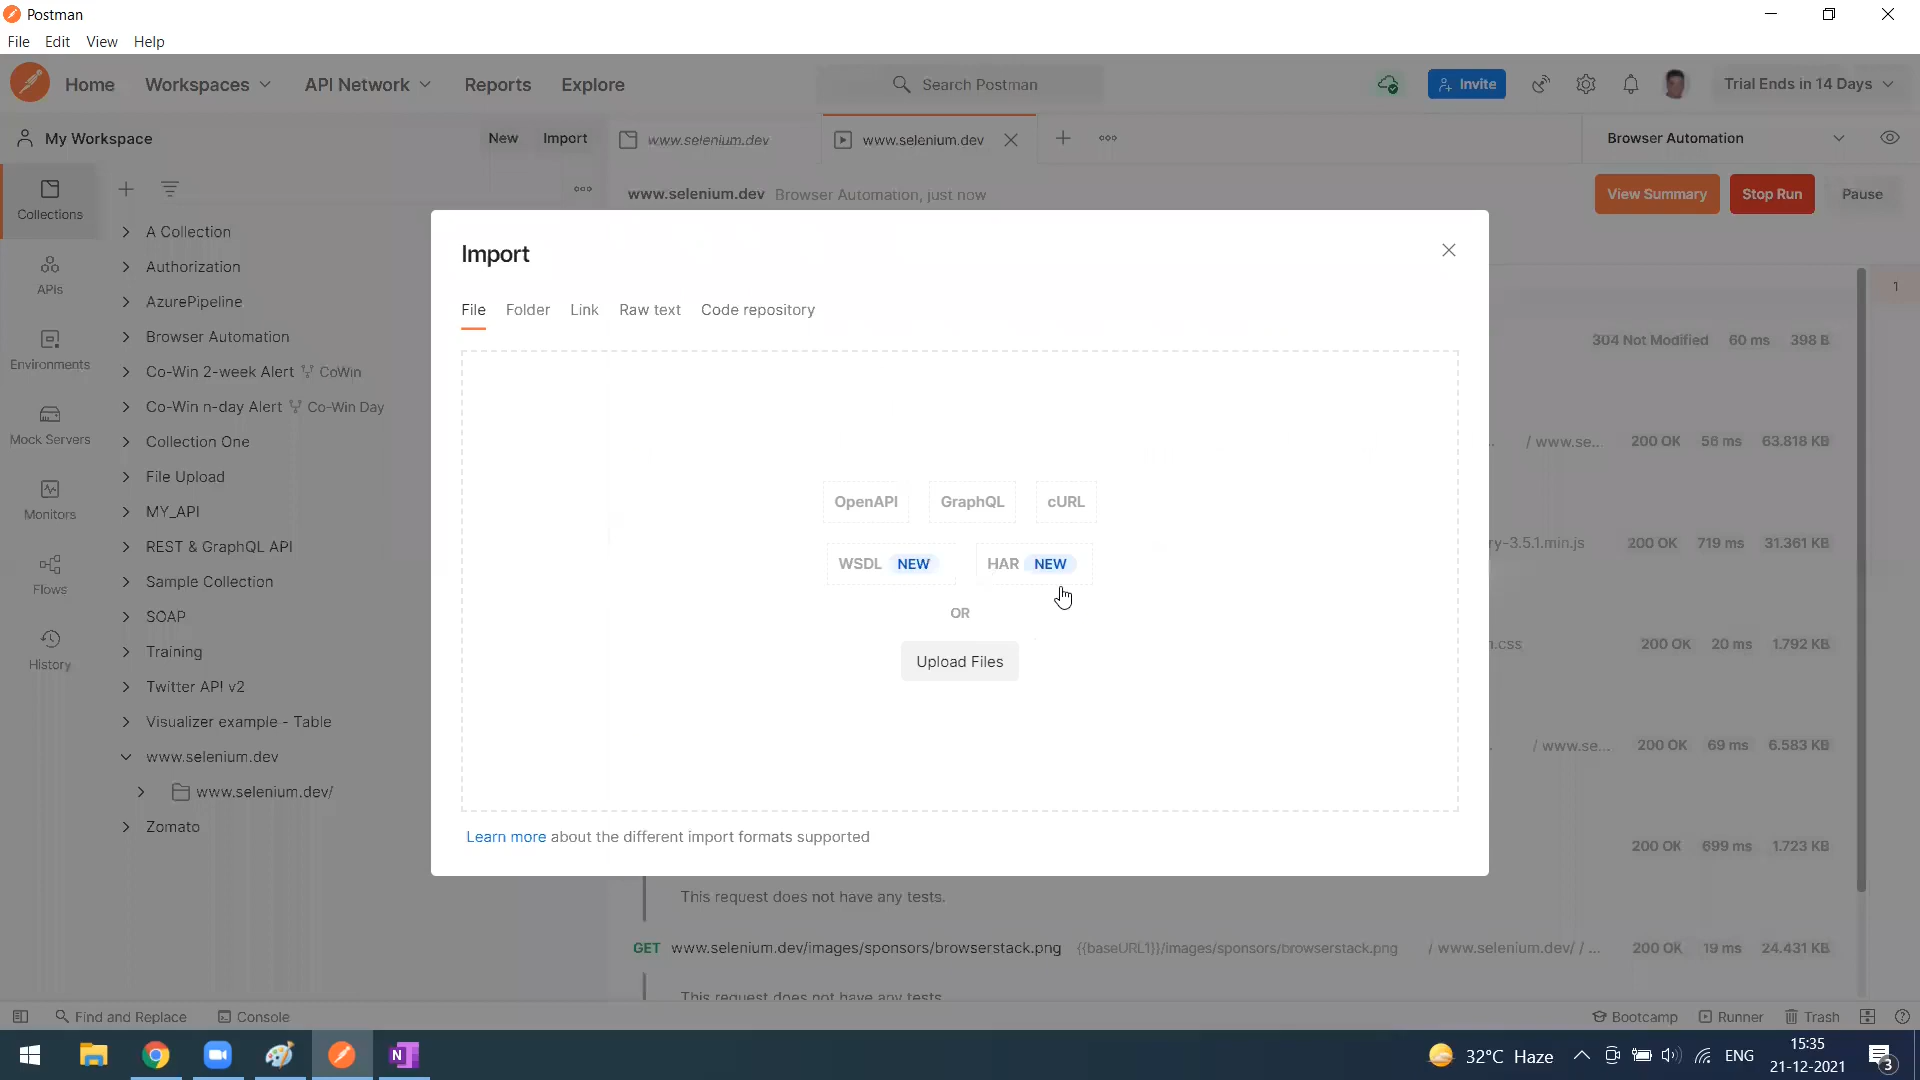 Postman
File Edit View Help
Home Workspaces API Network Reports Explore Search Postman Invite Trial Ends in 14 Days
My Workspace New Import www.selenium.dev www.selenium.dev Browser Automation
www.selenium.dev Browser Automation, just now View Summary Stop Run Pause
Collections
APIs
Environments
Mock Servers
Monitors
Flows
History
A Collection
Authorization
AzurePipeline
Browser Automation
Co-Win 2-week Alert CoWin
Co-Win n-day Alert Co-Win Day
Collection One
File Upload
MY_API
REST & GraphQL API
Sample Collection
SOAP
Training
Twitter API v2
Visualizer example - Table
www.selenium.dev
www.selenium.dev/
Zomato
Import
File Folder Link Raw text Code repository
OpenAPI GraphQL cURL
WSDL NEW HAR NEW
OR
Upload Files
Learn more about the different import formats supported
1
304 Not Modified 60 ms 398 B
/ www.se... 200 OK 56 ms 63.818 KB
ry-3.5.1.min.js 200 OK 719 ms 31.361 KB
.css 200 OK 20 ms 1.792 KB
/ www.se... 200 OK 69 ms 6.583 KB
200 OK 699 ms 1.723 KB
This request does not have any tests.
GET www.selenium.dev/images/sponsors/browserstack.png {{baseURL1}}/images/sponsors/browserstack.png / www.selenium.dev/ / ... 200 OK 19 ms 24.431 KB
This request does not have any tests.
Find and Replace Console Bootcamp Runner Trash
32°C Haze ENG 15:35
21-12-2021
3